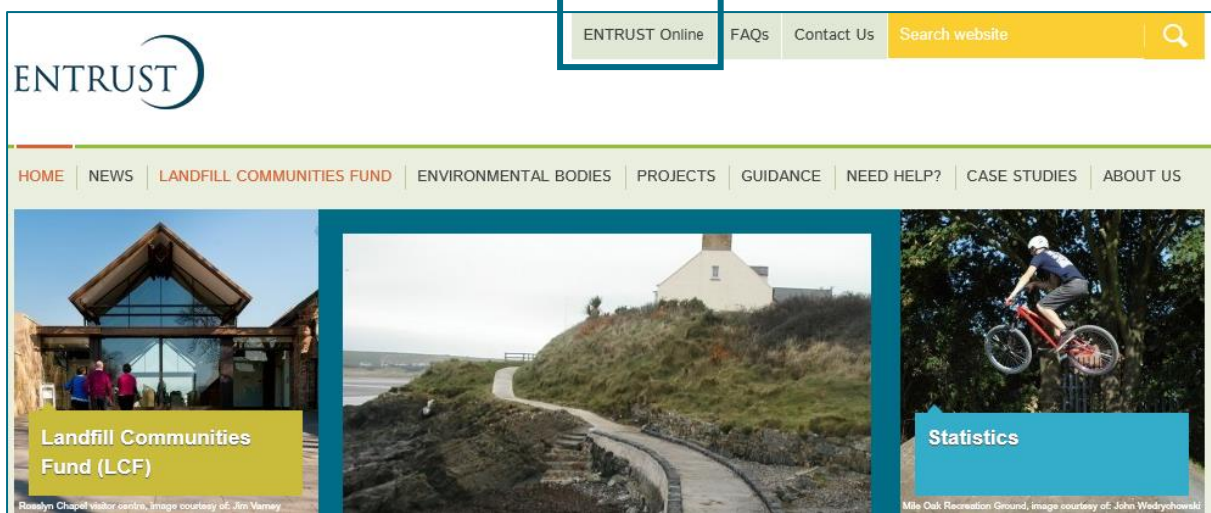 ENTRUST Online FAQs Contact Us Search website
ENTRUST
HOME NEWS LANDFILL COMMUNITIES FUND ENVIRONMENTAL BODIES PROJECTS GUIDANCE NEED HELP? CASE STUDIES ABOUT US
Landfill Communities
Fund (LCF)
Rosslyn Chapel visitor centre, image courtesy of: Jim Varney
Statistics
Mile Oak Recreation Ground, image courtesy of: John Wedrychowski